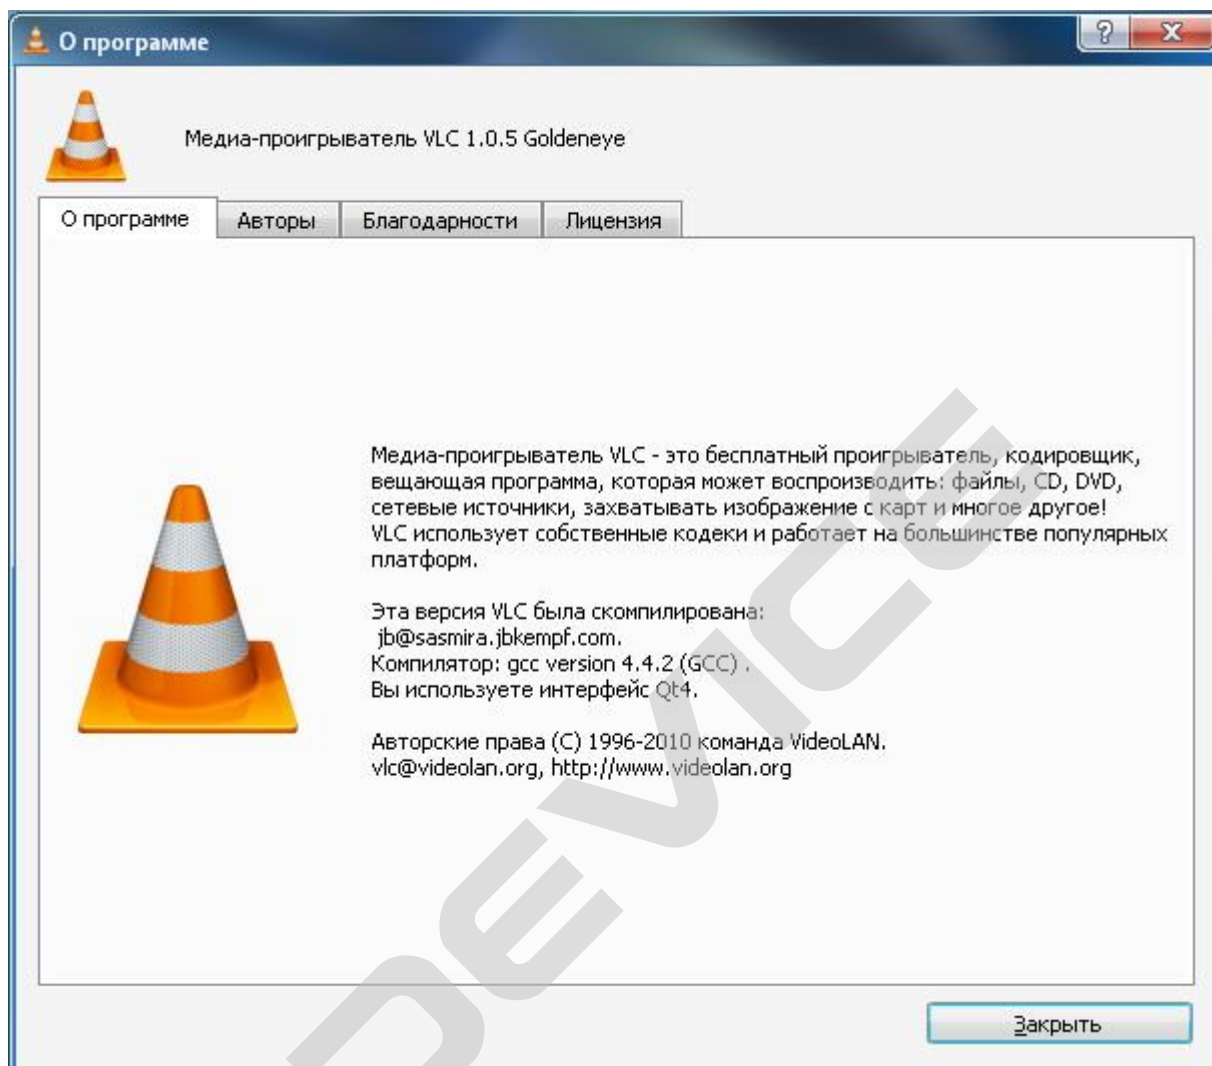 О программе
Медиа-проигрыватель VLC 1.0.5 Goldeneye
О программе Авторы Благодарности Лицензия
Медиа-проигрыватель VLC - это бесплатный проигрыватель, кодировщик,
вещающая программа, которая может воспроизводить: файлы, CD, DVD,
сетевые источники, захватывать изображение с карт и многое другое!
VLC использует собственные кодеки и работает на большинстве популярных
платформ.
Эта версия VLC была скомпилирована:
jb@sasmira.jbkempf.com.
Компилятор: gcc version 4.4.2 (GCC) .
Вы используете интерфейс Qt4.
Авторские права (C) 1996-2010 команда VideoLAN.
vlc@videolan.org, http://www.videolan.org
DEVICE
Закрыть